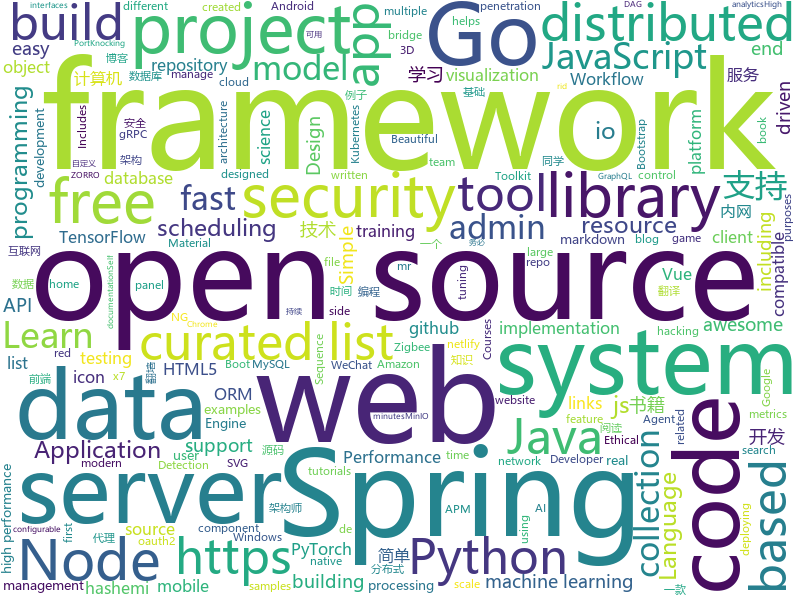 framework
open source
web
Spring
server
data
system
code
Go
project
library
distributed
build
app
JavaScript
Node
Python
Java
curated list
security
free
tool
https
based
admin
支持
fast
model
io
Learn
Application
collection
programming
scheduling
resource
Design
Simple
技术
TensorFlow
PyTorch
building
machine learning
简单
书籍
js
开发
awesome
Vue
API
HTML5
ORM
support
Performance
implementation
visualization
Workflow
服务
end
driven
platform
compatible
including
client
内网
Language
links
database
training
学习
repository
easy
object
计算机
science
icon
testing
list
github
examples
markdown
blog
game
control
mobile
hashemi
management
high performance
processing
source
oauth2
Boot
MySQL
WeChat
Amazon
SVG
Engine
user
netlify
Zigbee
tuning
mr
file
large
repo
side
home
panel
时间
编程
翻译
互联网
前端
数据
red
x7
NG
Chrome
Sequence
Courses
知识
阅读
源码
Detection
tutorials
modern
代理
安全
架构
gRPC
Includes
development
博客
数据库
PortKnocking
interfaces
different
created
Android
multiple
helps
penetration
bridge
3D
可用
DAG
analyticsHigh
manage
cloud
architecture
designed
Kubernetes
Beautiful
team
Toolkit
written
例子
基础
同学
Bootstrap
book
purposes
GraphQL
务必
一个
自定义
ZORRO
Material
documentationSelf
翻墙
架构师
分布式
component
Windows
native
network
using
real
time
APM
AI
Agent
Developer
minutesMinIO
持续
website
Ethical
hacking
feature
related
search
metrics
Google
deploying
samples
scale
一款
configurable
first
de
nd